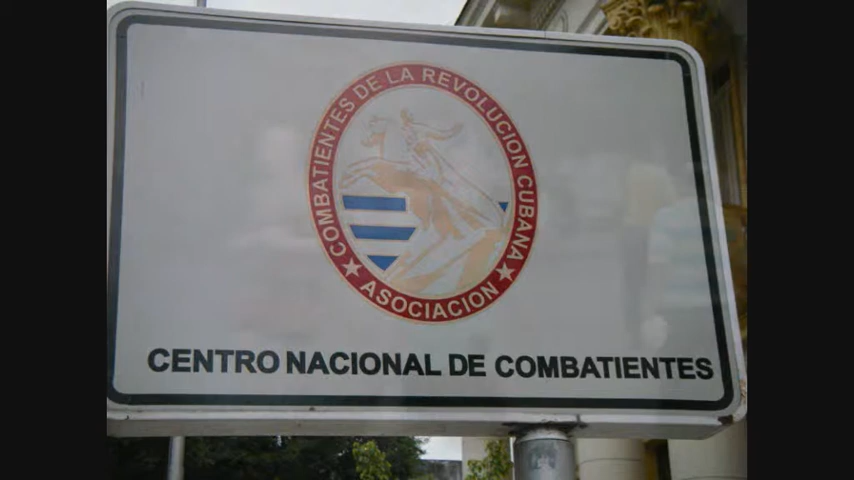 COMBATIENTES DE LA REVOLUCION CUBANA
ASOCIACION
CENTRO NACIONAL DE COMBATIENTES